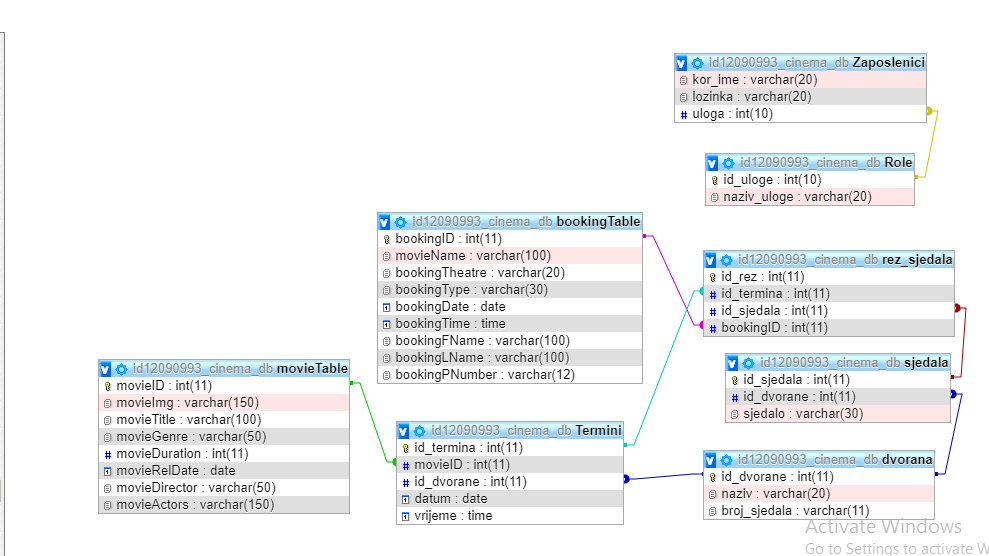 id12090993_cinema_db Zaposlenici
kor_ime : varchar(20)
lozinka : varchar(20)
uloga : int(10)
id12090993_cinema_db Role
id_uloge : int(10)
naziv_uloge : varchar(20)
id12090993_cinema_db bookingTable
bookingID : int(11)
movieName : varchar(100)
bookingTheatre : varchar(20)
bookingType : varchar(30)
bookingDate : date
bookingTime : time
bookingFName : varchar(100)
bookingLName : varchar(100)
bookingPNumber : varchar(12)
id12090993_cinema_db rez_sjedala
id_rez : int(11)
id_termina : int(11)
id_sjedala : int(11)
bookingID : int(11)
id12090993_cinema_db sjedala
id_sjedala : int(11)
id_dvorane : int(11)
sjedalo : varchar(30)
id12090993_cinema_db movieTable
movieID : int(11)
movieImg : varchar(150)
movieTitle : varchar(100)
movieGenre : varchar(50)
movieDuration : int(11)
movieRelDate : date
movieDirector : varchar(50)
movieActors : varchar(150)
id12090993_cinema_db Termini
id_termina : int(11)
movieID : int(11)
id_dvorane : int(11)
datum : date
vrijeme : time
id12090993_cinema_db dvorana
id_dvorane : int(11)
naziv : varchar(20)
broj_sjedala : varchar(11)
Activate Windows
Go to Settings to activate W